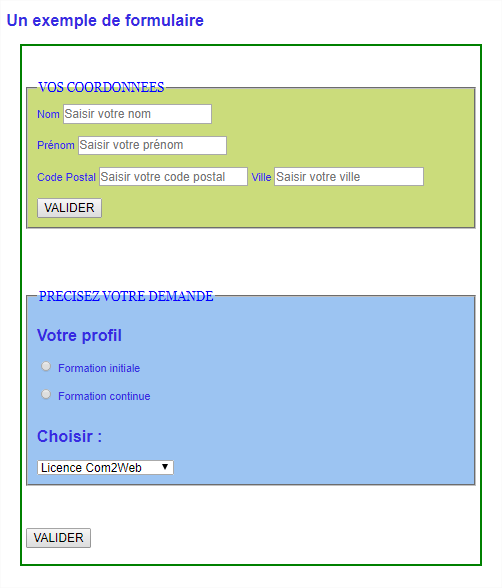 Un exemple de formulaire
VOS COORDONNEES
Nom Saisir votre nom
Prénom Saisir votre prénom
Code Postal Saisir votre code postal Ville Saisir votre ville
VALIDER
PRECISEZ VOTRE DEMANDE
Votre profil
Formation initiale
Formation continue
Choisir :
Licence Com2Web
VALIDER